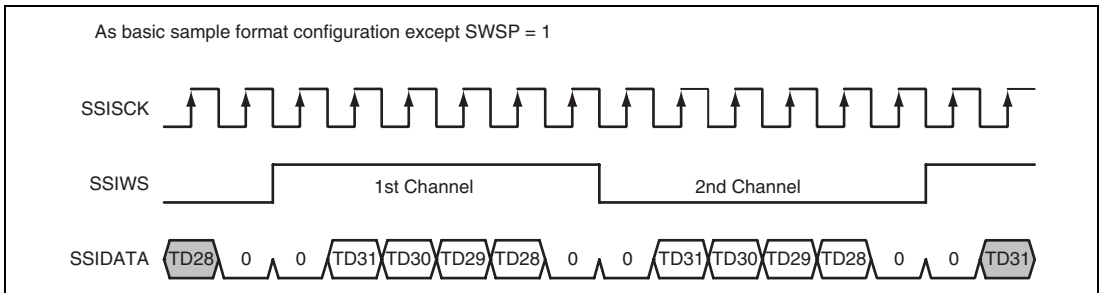 As basic sample format configuration except SWSP = 1
SSISCK
SSIWS 1st Channel 2nd Channel
SSIDATA TD28 0 0 TD31 TD30 TD29 TD28 0 0 TD31 TD30 TD29 TD28 0 0 TD31